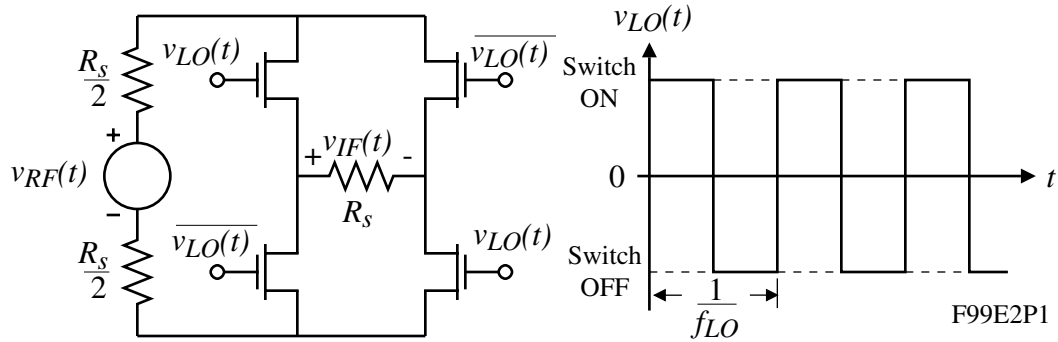 v_LO(t)
v_LO(t)
v_LO(t)
R_s
2
Switch
ON
+
v_IF(t)
+ -
v_RF(t)
R_s
0
t
−
v_LO(t)
v_LO(t)
R_s
2
Switch
OFF
1
f_LO
F99E2P1